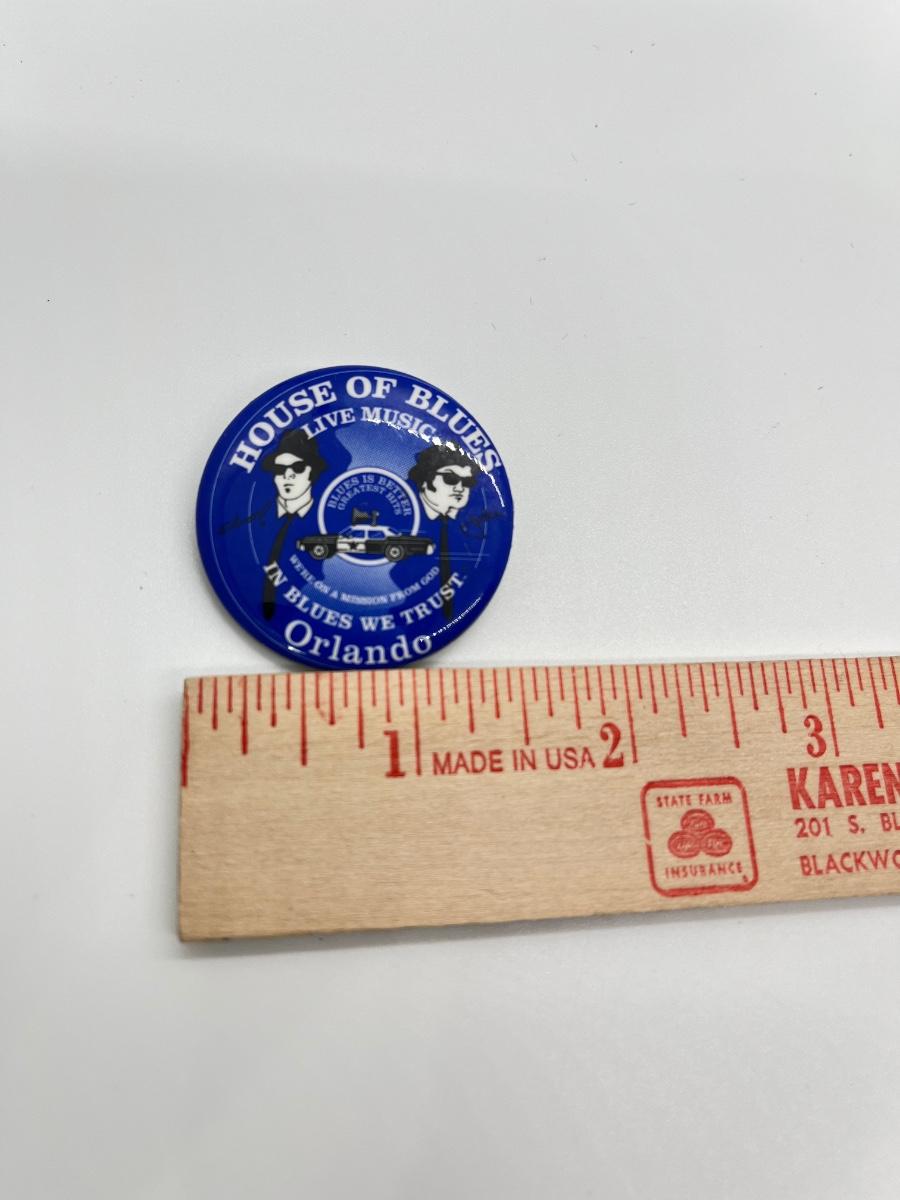 HOUSE OF BLUES
LIVE MUSIC
BLUES IS BETTER
GREATEST HITS
WE'RE ON A MISSION FROM GOD
IN BLUES WE TRUST
Orlando
1 MADE IN USA 2 3
STATE FARM
INSURANCE
KAREN
201 S. BL
BLACKWO